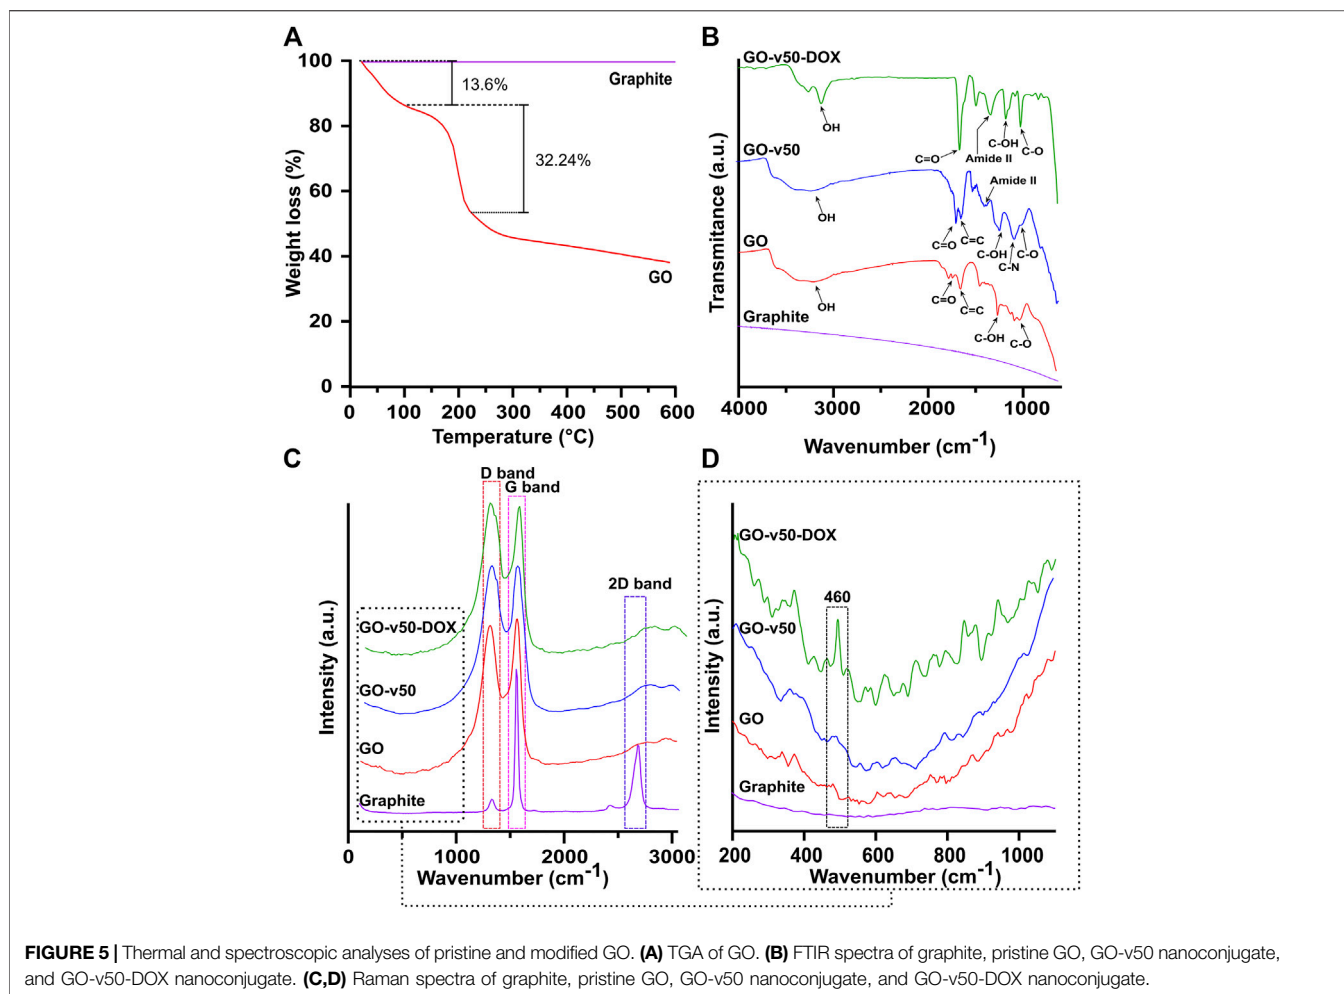 A
100
80
60
40
20
0
Weight loss (%)
13.6%
32.24%
Graphite
GO
0 100 200 300 400 500 600
Temperature (°C)
B
GO-v50-DOX
GO-v50
GO
Graphite
Transmitance (a.u.)
OH
C=O
Amide II
C-OH
C-O
OH
C=O
C=C
Amide II
C-OH
C-N
C-O
OH
C=O
C=C
C-OH
C-O
4000 3000 2000 1000
Wavenumber (cm-1)
C
D band
G band
2D band
Intensity (a.u.)
GO-v50-DOX
GO-v50
GO
Graphite
0 1000 2000 3000
Wavenumber (cm-1)
D
GO-v50-DOX
460
GO-v50
GO
Graphite
Intensity (a.u.)
200 400 600 800 1000
Wavenumber (cm-1)
FIGURE 5 | Thermal and spectroscopic analyses of pristine and modified GO. (A) TGA of GO. (B) FTIR spectra of graphite, pristine GO, GO-v50 nanoconjugate,
and GO-v50-DOX nanoconjugate. (C,D) Raman spectra of graphite, pristine GO, GO-v50 nanoconjugate, and GO-v50-DOX nanoconjugate.